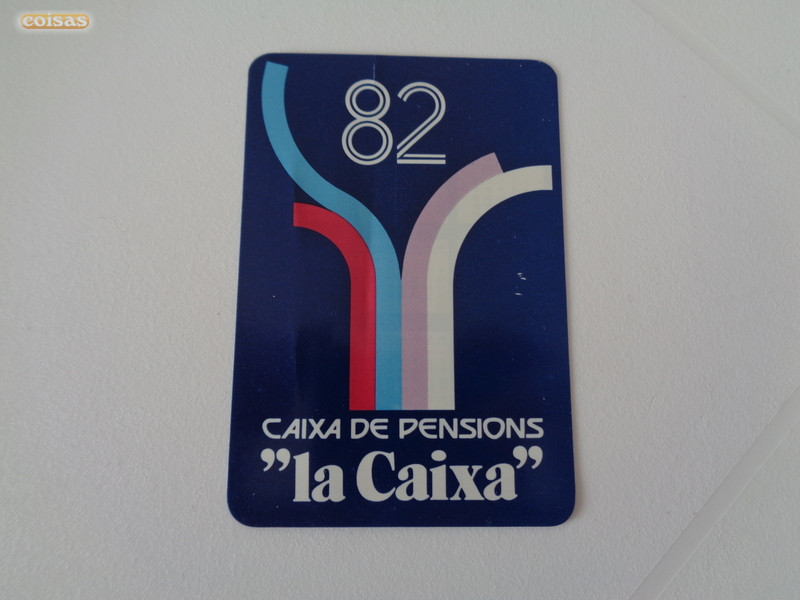 coisas
82
CAIXA DE PENSIONS
”la Caixa”